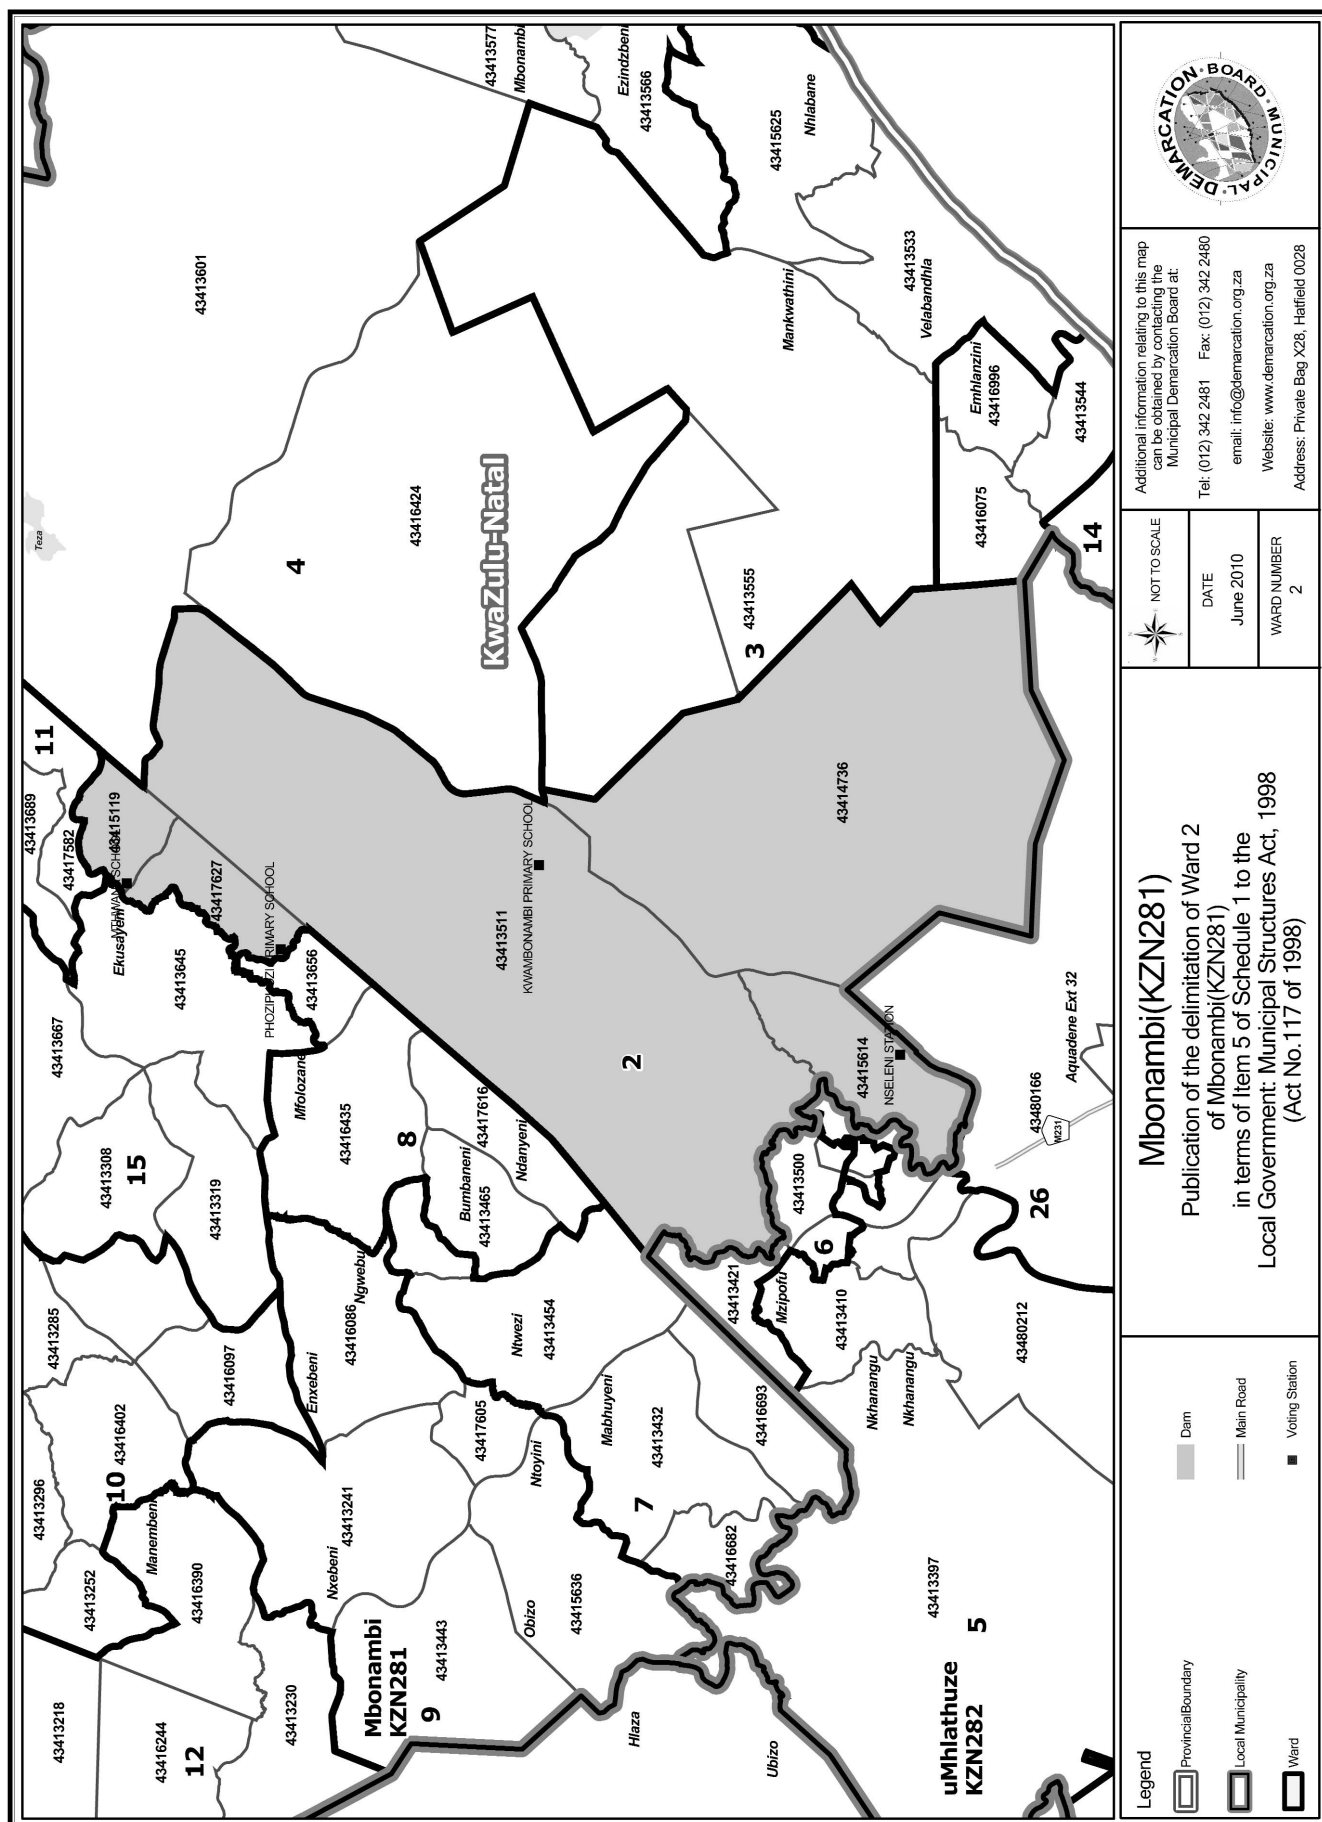 43413218
43416244
12
43413230
43413252
43416390
Manembeni
10
43413296
43416402
43413285
43416097
Enxebeni
43413308
15
43413319
43413667
43413645
Ekusayeni
43413689
43417582
11
43415119
43417627
PHOZIPHOZI PRIMARY SCHOOL
43413656
Mfolozane
43416435
8
Bumbaneni
43413465
43417616
Ndanyeni
Ngwebu
43416086
Ntwezi
43413454
Nxebeni
43413241
43417605
Ntoyini
Mabhuyeni
43413432
43416693
7
43416682
Mbonambi
KZN281
9
43413443
Obizo
43415636
Hlaza
Ubizo
uMhlathuze
KZN282
5
43413397
43413421
Mzipofu
43413410
Nkhanangu
Nkhanangu
6
43413500
43480212
26
43480166
M231
Aquadene Ext 32
43415614
NSELENI STATION
2
43413511
KWAMBONAMBI PRIMARY SCHOOL
43414736
3
43413555
KwaZulu-Natal
4
43416424
Teza
43413601
43413577
Mbonambi
Ezindzbeni
43413566
43415625
Nhlabane
Mankwathini
43413533
Velabandhla
Emhlanzini
43416996
43416075
43413544
14
Legend
ProvincialBoundary
Local Municipality
Ward
Dam
Main Road
Voting Station
Mbonambi(KZN281)
Publication of the delimitation of Ward 2
of Mbonambi(KZN281)
in terms of Item 5 of Schedule 1 to the
Local Government: Municipal Structures Act, 1998
(Act No.117 of 1998)
NOT TO SCALE
DATE
June 2010
WARD NUMBER
2
Additional information relating to this map
can be obtained by contacting the
Municipal Demarcation Board at:
Tel: (012) 342 2481 Fax: (012) 342 2480
email: info@demarcation.org.za
Website: www.demarcation.org.za
Address: Private Bag X28, Hatfield 0028
MUNICIPAL DEMARCATION BOARD